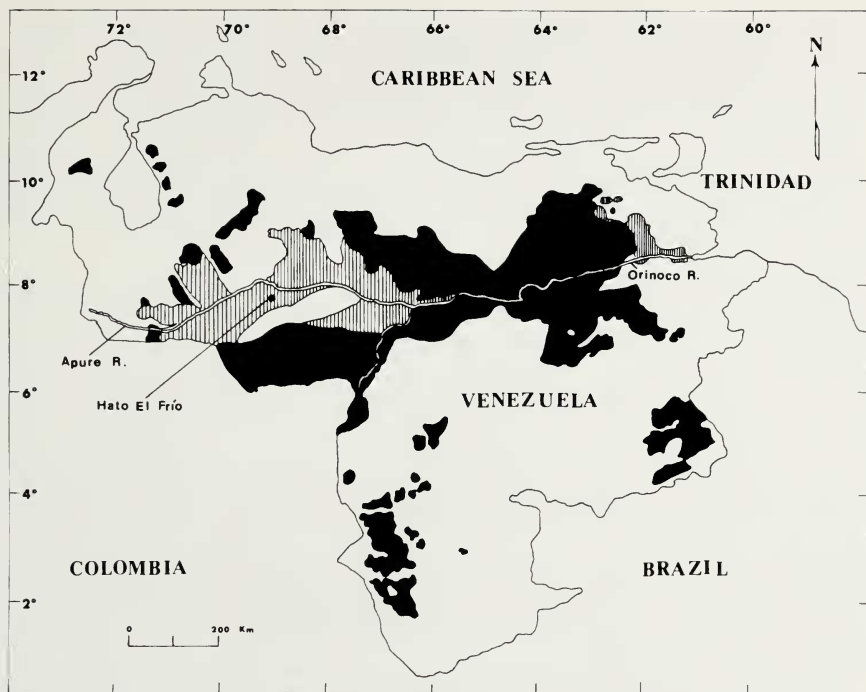 72° 70° 68° 66° 64° 62° 60°
N
12°
CARIBBEAN SEA
10°
TRINIDAD
8°
Orinoco R.
Apure R.
6°
Hato El Frío
VENEZUELA
4°
COLOMBIA
BRAZIL
2°
0 200 Km